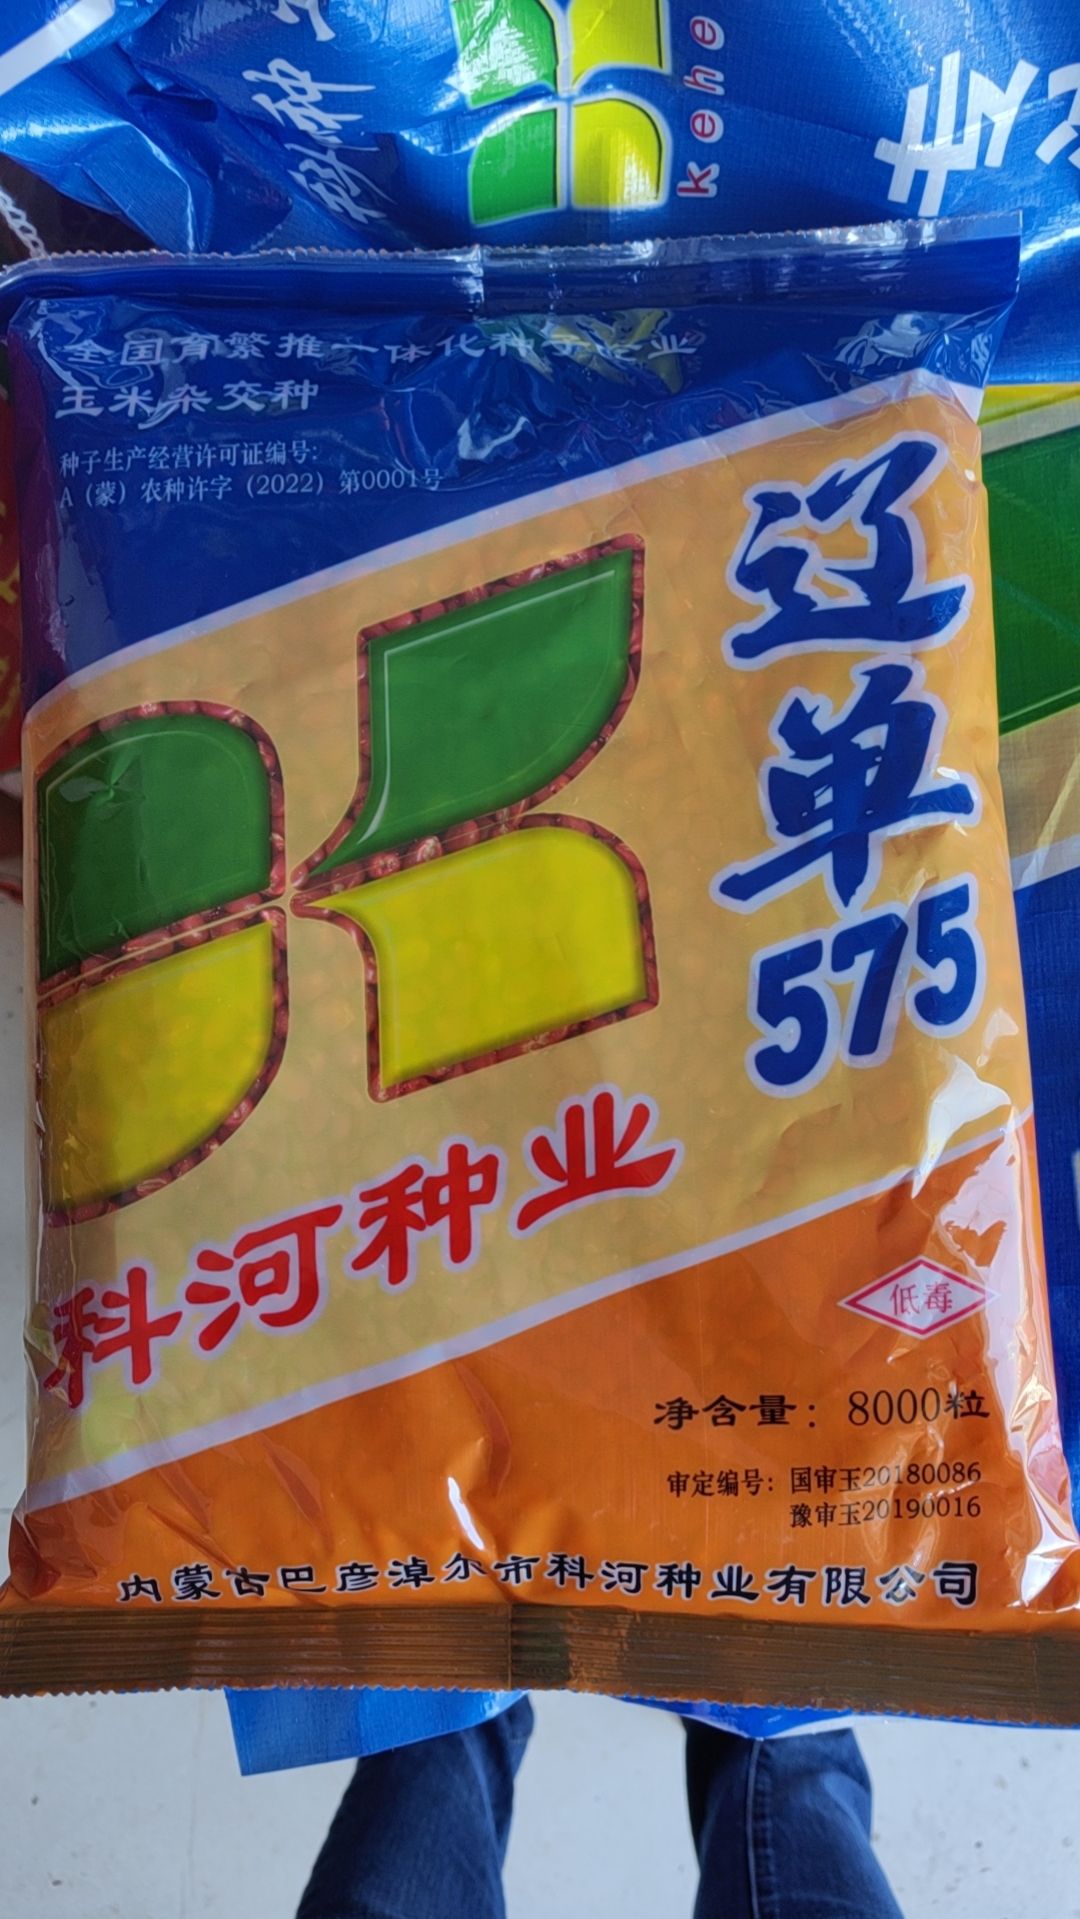 科河
kehe
全国育繁推一体化种子企业
玉米杂交种
种子生产经营许可证编号:
A（蒙）农种许字（2022）第0001号
辽单575
科河种业
低毒
净含量：8000粒
审定编号：国审玉20180086
豫审玉20190016
内蒙古巴彦淖尔市科河种业有限公司